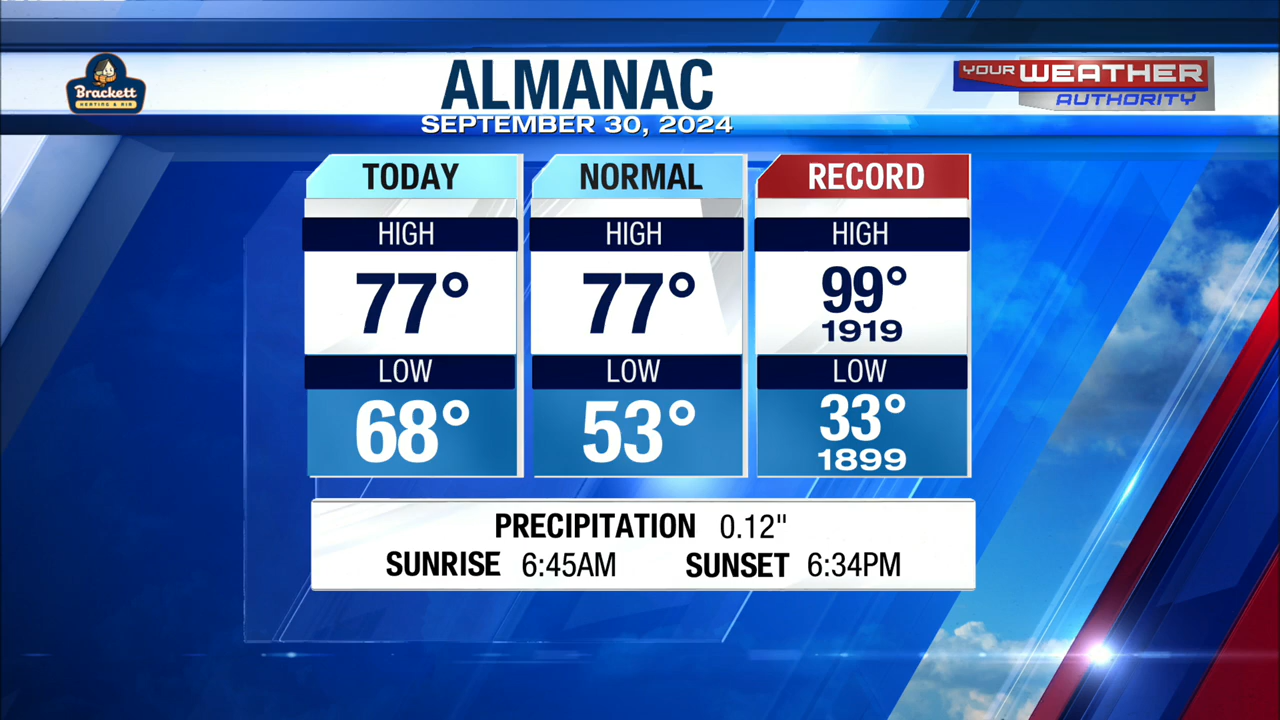 Brackett
HEATING & AIR
ALMANAC
SEPTEMBER 30, 2024
YOUR WEATHER
AUTHORITY
TODAY
HIGH
77°
LOW
68°
NORMAL
HIGH
77°
LOW
53°
RECORD
HIGH
99°
1919
LOW
33°
1899
PRECIPITATION 0.12"
SUNRISE 6:45AM SUNSET 6:34PM